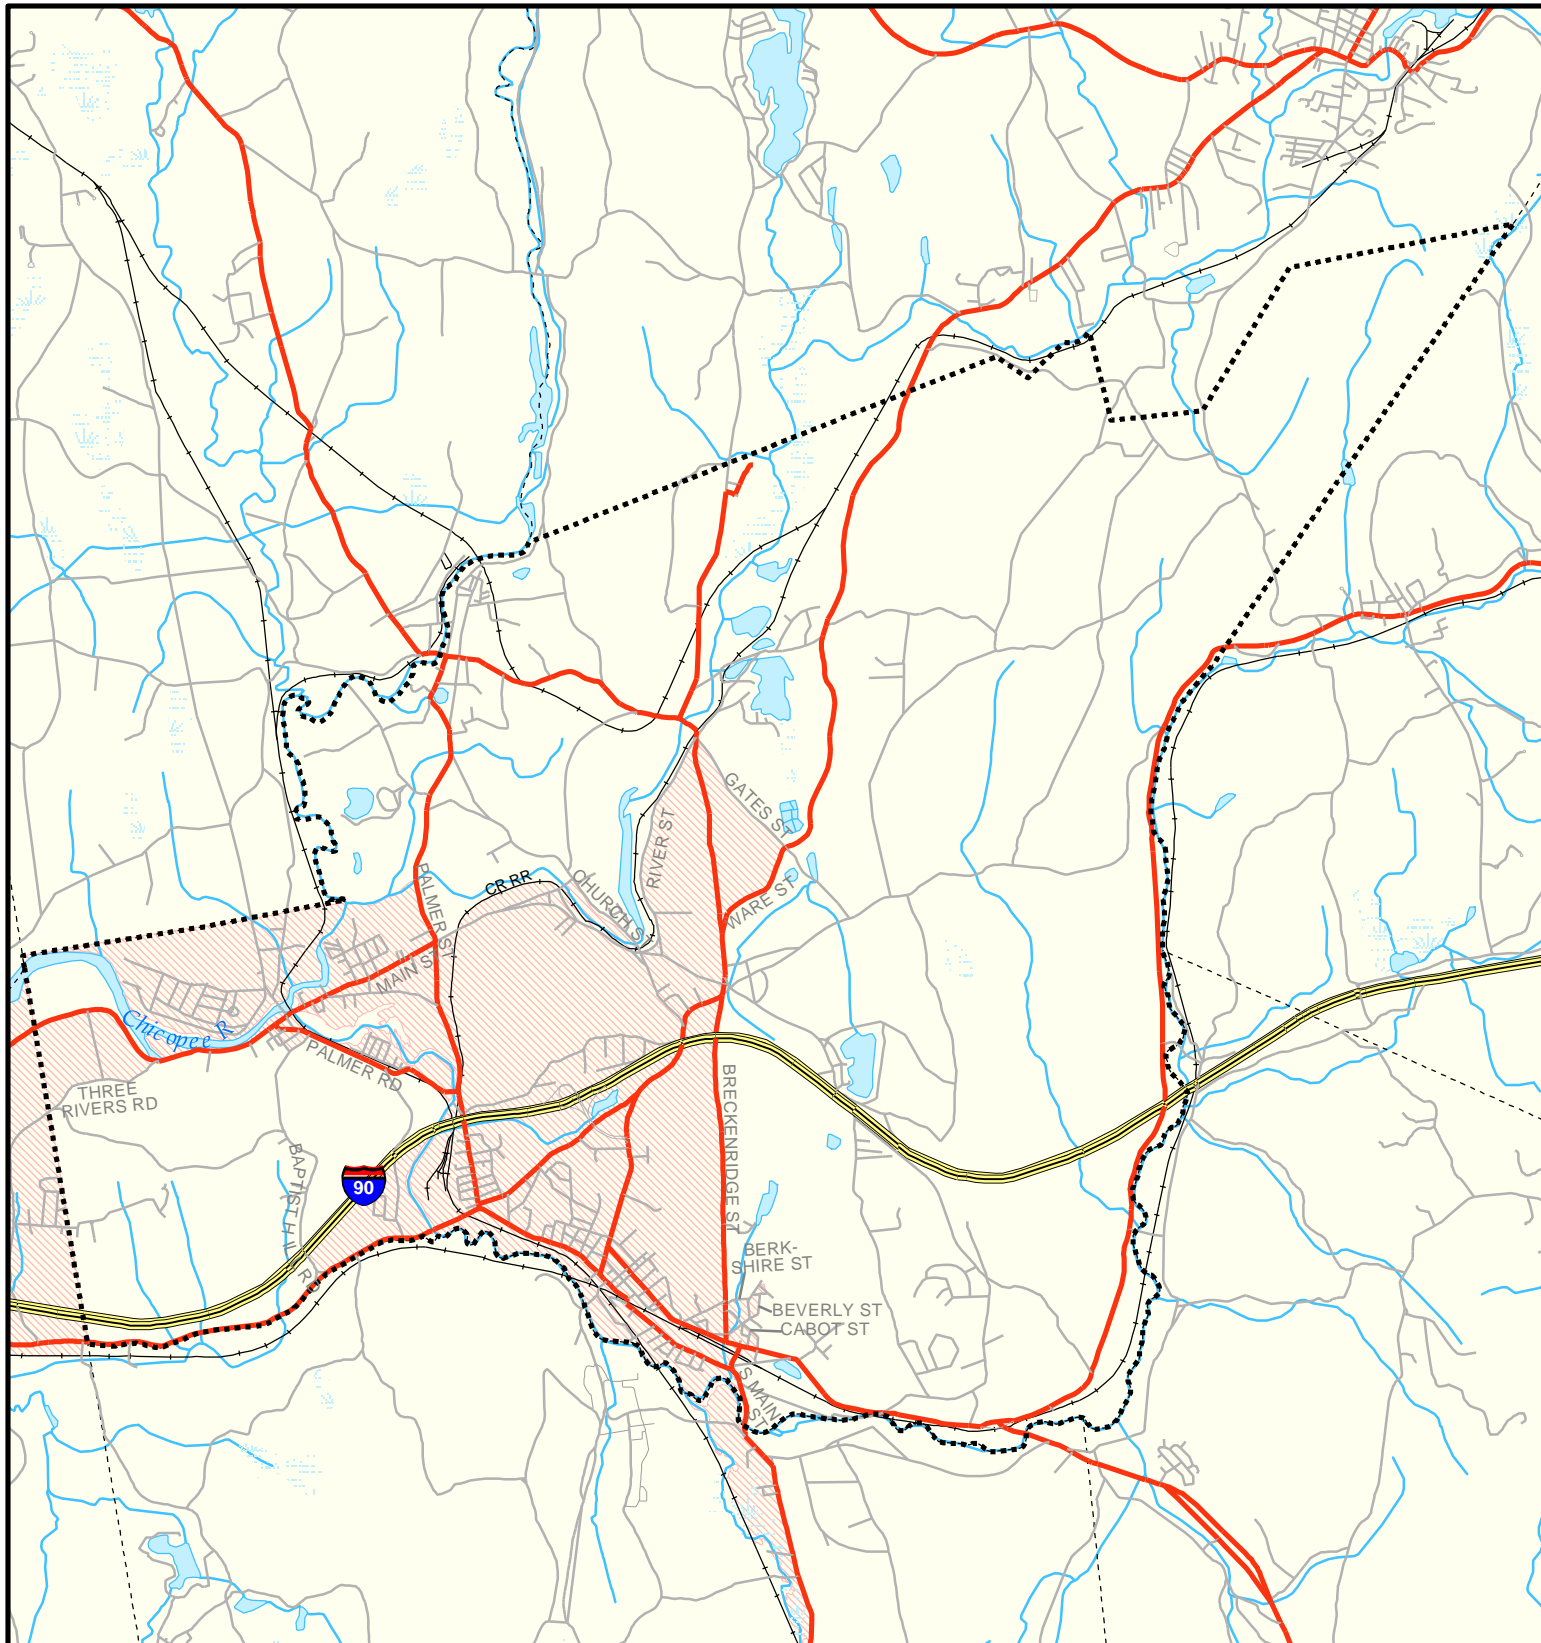 GATES ST
RIVER ST
PALMER ST
CR RR
CHURCH ST
WARE ST
MAIN ST
Chicopee R
PALMER RD
THREE
RIVERS RD
BRECKENRIDGE ST
BAPTIST HILL RD
90
BERK-
SHIRE ST
BEVERLY ST
CABOT ST
S MAIN
ST